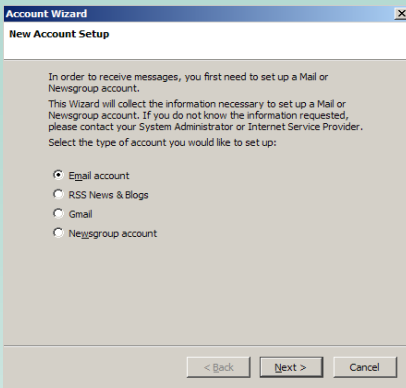 Account Wizard
New Account Setup
In order to receive messages, you first need to set up a Mail or
Newsgroup account.
This Wizard will collect the information necessary to set up a Mail or
Newsgroup account. If you do not know the information requested,
please contact your System Administrator or Internet Service Provider.
Select the type of account you would like to set up:
Email account
RSS News & Blogs
Gmail
Newsgroup account
< Back Next > Cancel